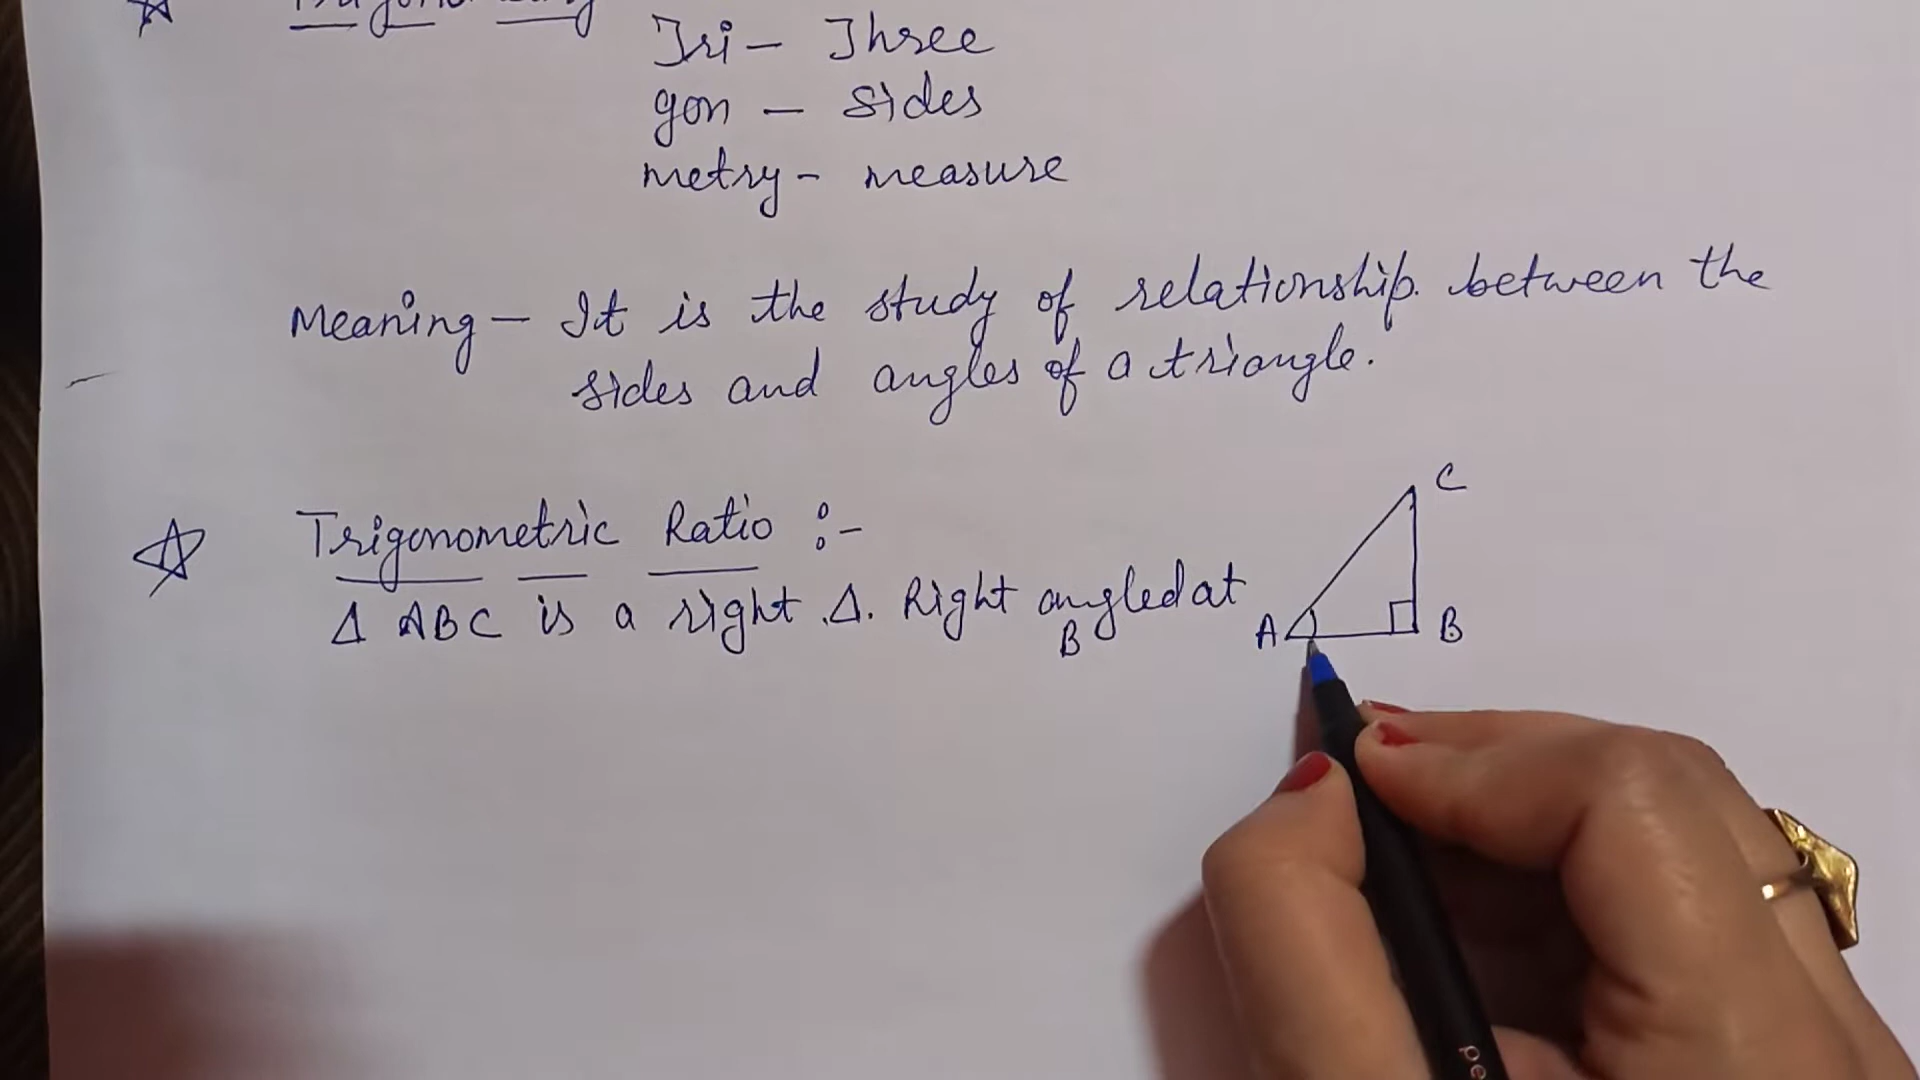 Tri - Three
gon - sides
metry - measure
Meaning - It is the study of relationship between the
sides and angles of a triangle.
Trigonometric Ratio :-
Δ ABC is a right Δ. Right angled at
B
C
A
B